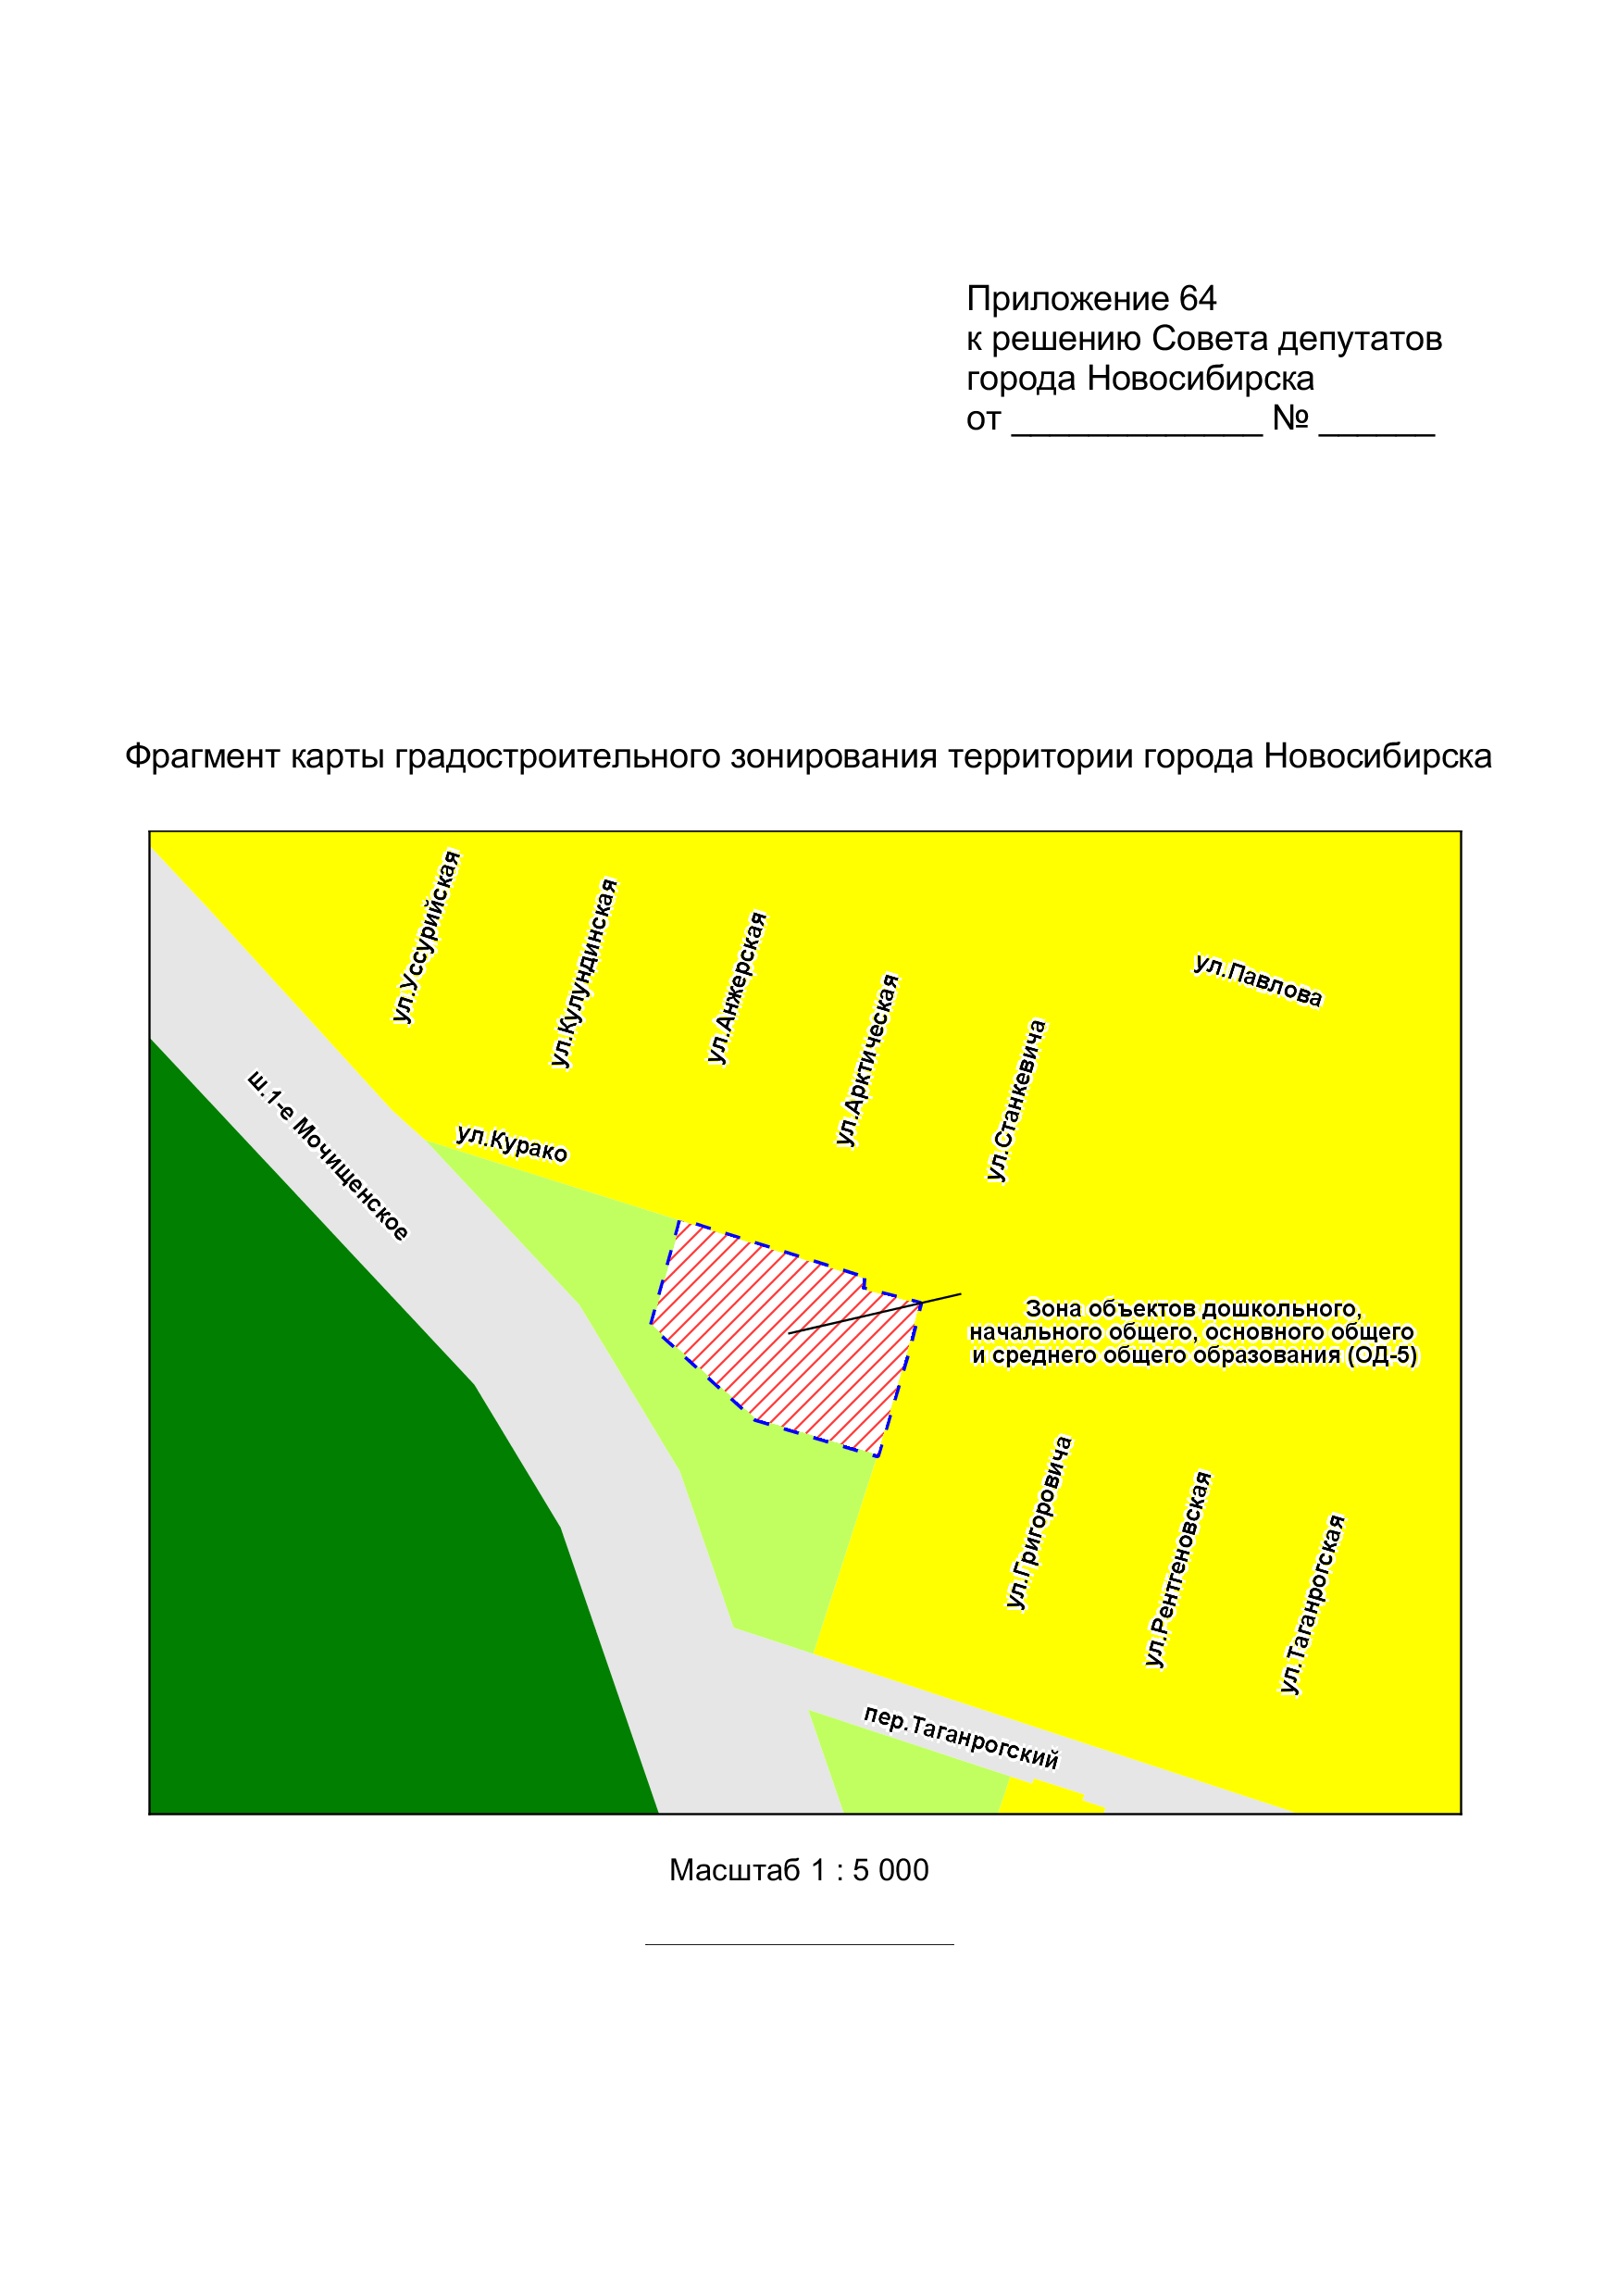 Приложение 64
к решению Совета депутатов
города Новосибирска
от _____________ № ______
Фрагмент карты градостроительного зонирования территории города Новосибирска
ул.Уссурийская
ул.Кулундинская
ул.Анжерская
ул.Арктическая
ул.Станкевича
ул.Павлова
ш.1-е Мочищенское
ул.Курако
Зона объектов дошкольного,
начального общего, основного общего
и среднего общего образования (ОД-5)
ул.Григоровича
ул.Рентгеновская
ул.Таганрогская
пер.Таганрогский
Масштаб 1 : 5 000